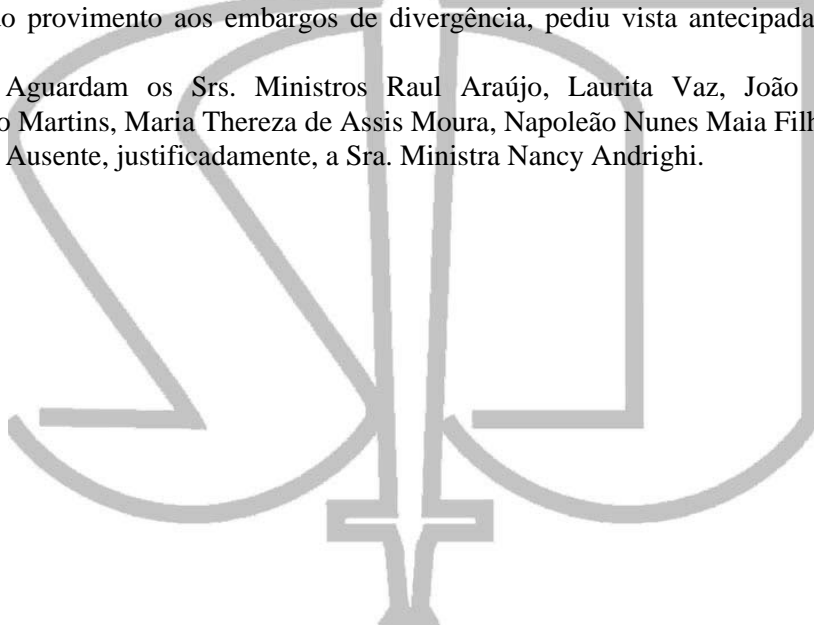 o provimento aos embargos de divergência, pediu vista antecipada
Aguardam os Srs. Ministros Raul Araújo, Laurita Vaz, João
o Martins, Maria Thereza de Assis Moura, Napoleão Nunes Maia Filh
Ausente, justificadamente, a Sra. Ministra Nancy Andrighi.